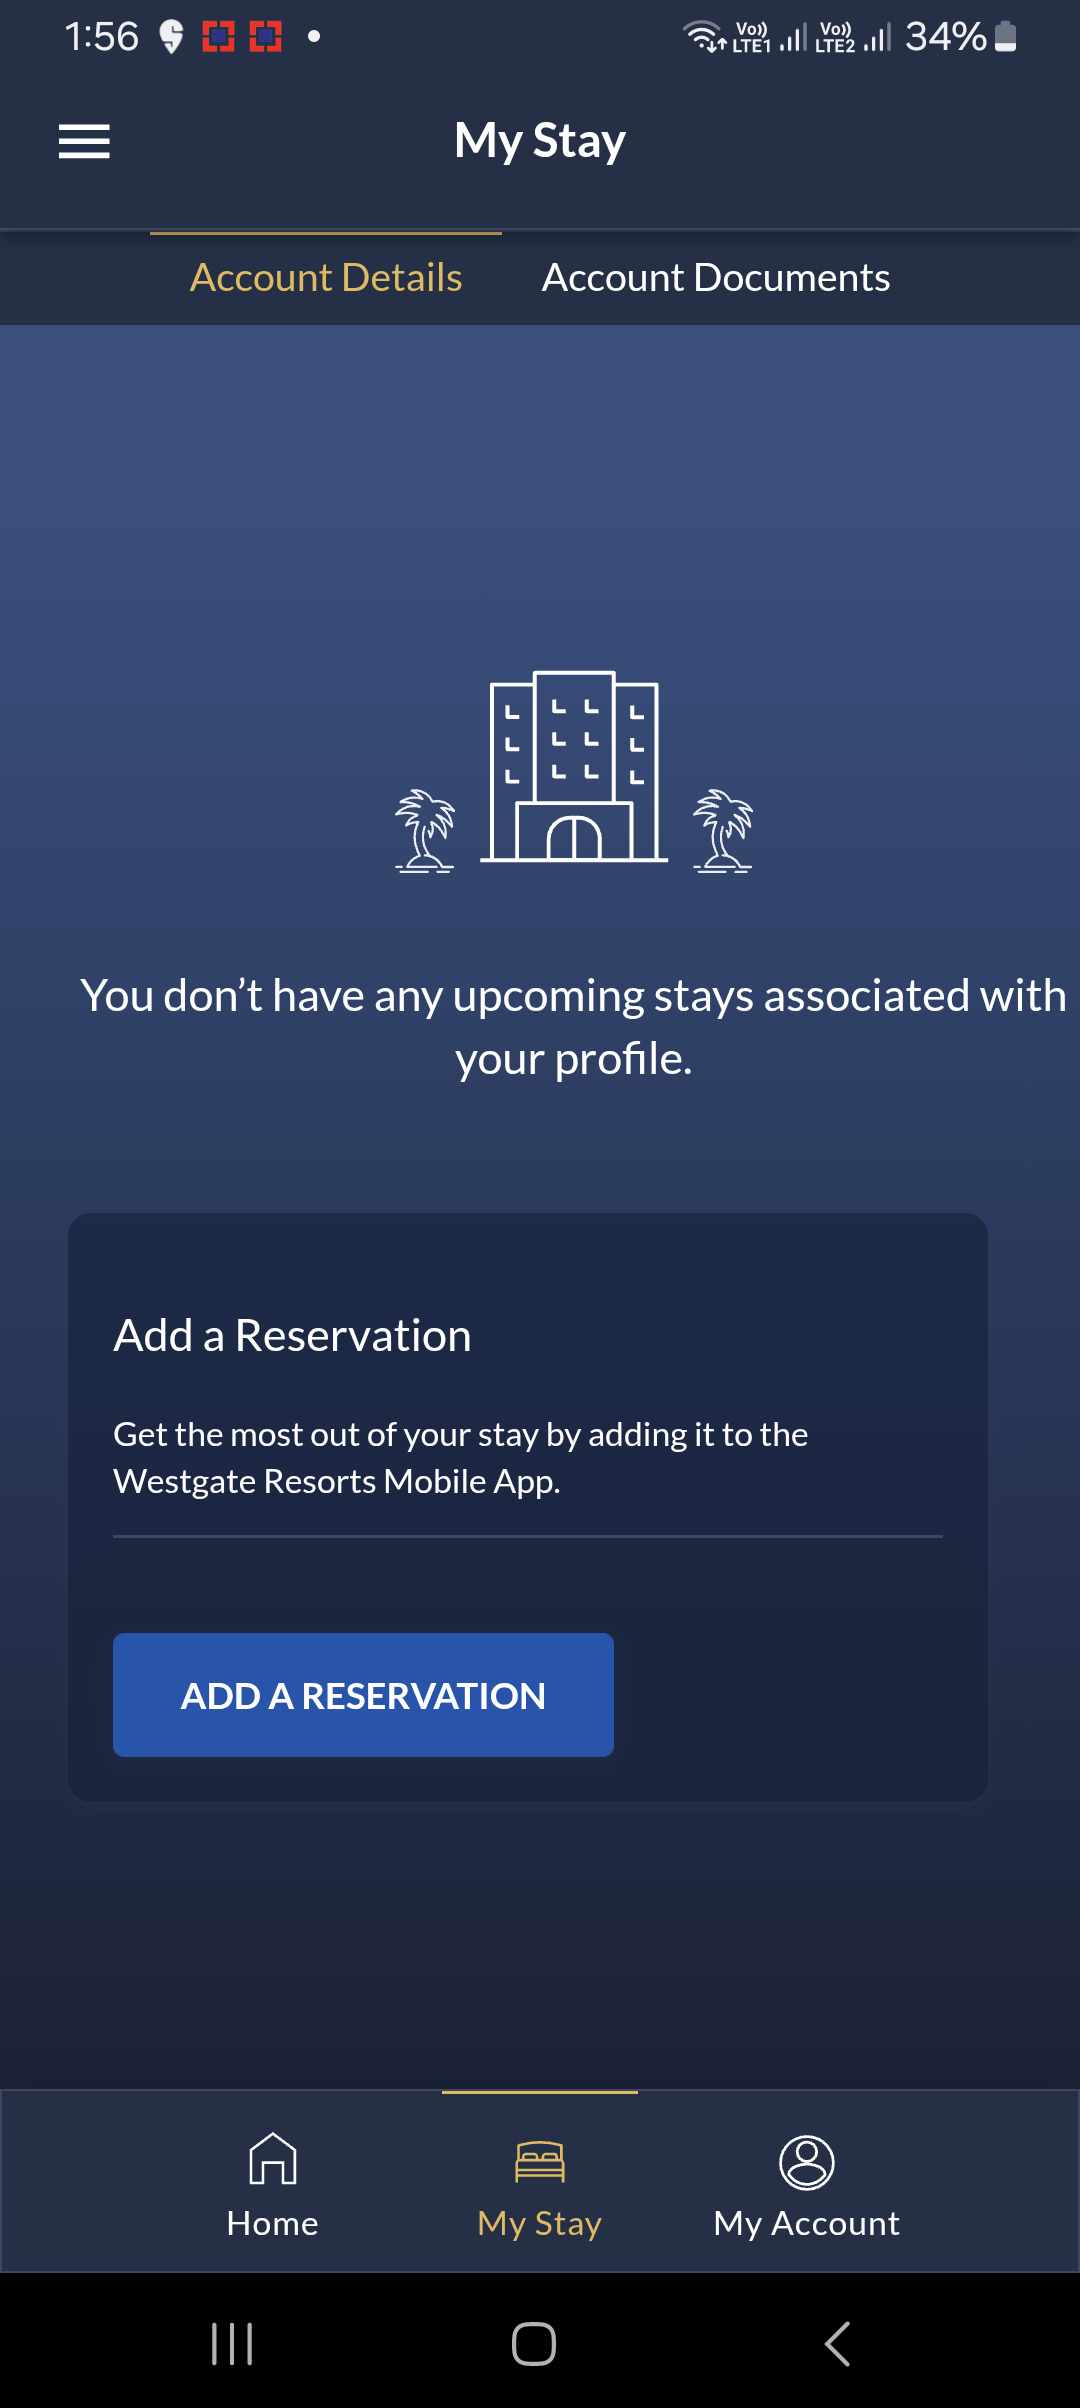 1:56
Vo)) LTE1
Vo)) LTE2
34%
My Stay
Account Details
Account Documents
You don’t have any upcoming stays associated with
your profile.
Add a Reservation
Get the most out of your stay by adding it to the
Westgate Resorts Mobile App.
ADD A RESERVATION
Home
My Stay
My Account